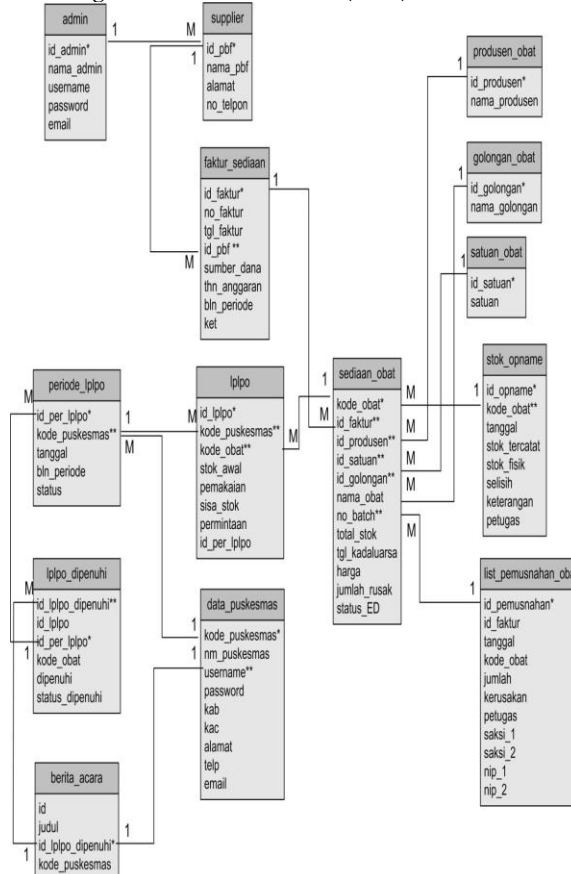 admin
id_admin*
nama_admin
username
password
email
1
M
1
supplier
id_pbf*
nama_pbf
alamat
no_telpon
faktur_sediaan
id_faktur*
no_faktur
tgl_faktur
id_pbf **
sumber_dana
thn_anggaran
bln_periode
ket
1
M
produsen_obat
id_produsen*
nama_produsen
1
golongan_obat
id_golongan*
nama_golongan
1
satuan_obat
id_satuan*
satuan
1
periode_lplpo
id_per_lplpo*
kode_puskesmas**
tanggal
bln_periode
status
M
1
M
M
lplpo
id_lplpo*
kode_puskesmas**
kode_obat**
stok_awal
pemakaian
sisa_stok
permintaan
id_per_lplpo
M
1
M
sediaan_obat
kode_obat*
id_faktur**
id_produsen**
id_satuan**
id_golongan**
nama_obat
no_batch**
total_stok
tgl_kadaluarsa
harga
jumlah_rusak
status_ED
M
M
M
M
M
1
stok_opname
id_opname*
kode_obat**
tanggal
stok_tercatat
stok_fisik
selisih
keterangan
petugas
lplpo_dipenuhi
id_lplpo_dipenuhi**
id_lplpo
id_per_lplpo*
kode_obat
dipenuhi
status_dipenuhi
M
1
data_puskesmas
kode_puskesmas*
nm_puskesmas
username**
password
kab
kac
alamat
telp
email
1
1
list_pemusnahan_oba
id_pemusnahan*
id_faktur
tanggal
kode_obat
jumlah
kerusakan
petugas
saksi_1
saksi_2
nip_1
nip_2
1
berita_acara
id
judul
id_lplpo_dipenuhi*
kode_puskesmas
1
1